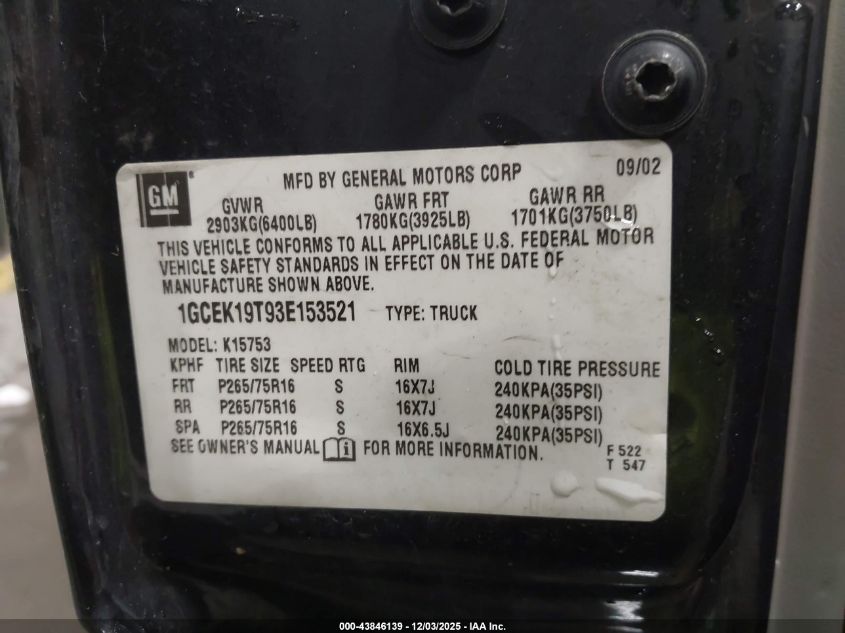 GM ®
MFD BY GENERAL MOTORS CORP 09/02
GVWR GAWR FRT GAWR RR
2903KG(6400LB) 1780KG(3925LB) 1701KG(3750LB)
THIS VEHICLE CONFORMS TO ALL APPLICABLE U.S. FEDERAL MOTOR
VEHICLE SAFETY STANDARDS IN EFFECT ON THE DATE OF
MANUFACTURE SHOWN ABOVE.
1GCEK19T93E153521 TYPE: TRUCK
MODEL: K15753
KPHF TIRE SIZE SPEED RTG RIM COLD TIRE PRESSURE
FRT P265/75R16 S 16X7J 240KPA(35PSI)
RR P265/75R16 S 16X7J 240KPA(35PSI)
SPA P265/75R16 S 16X6.5J 240KPA(35PSI)
SEE OWNER'S MANUAL i FOR MORE INFORMATION.
F 522
T 547
000-43846139 - 12/03/2025 - IAA Inc.